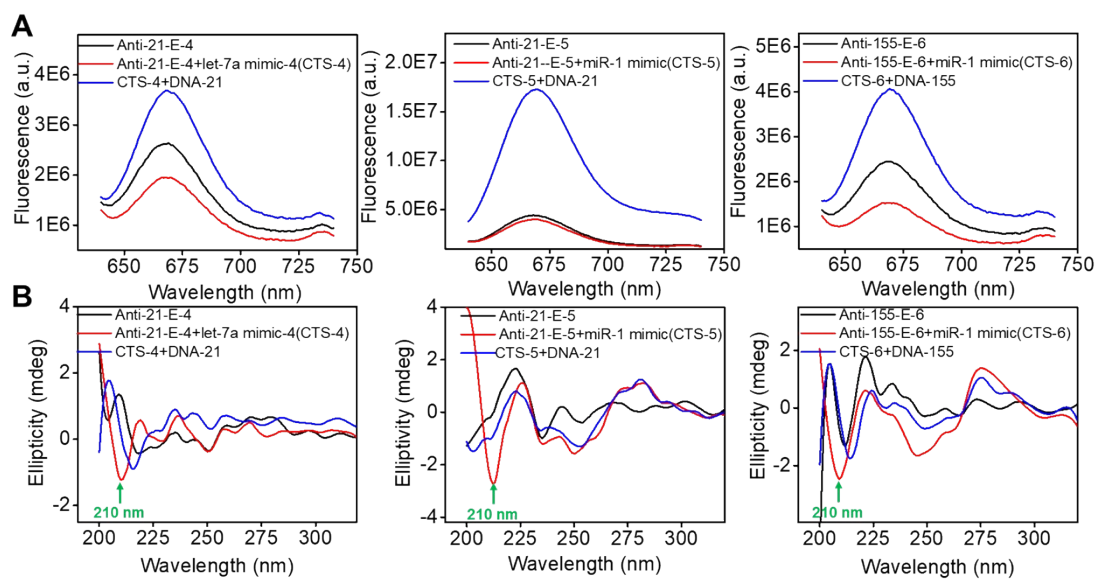 A
Fluorescence (a.u.)
4E6
3E6
2E6
1E6
Anti-21-E-4
Anti-21-E-4+let-7a mimic-4(CTS-4)
CTS-4+DNA-21
650 675 700 725 750
Wavelength (nm)
Fluorescence (a.u.)
2.0E7
1.5E7
1.0E7
5.0E6
Anti-21-E-5
Anti-21--E-5+miR-1 mimic(CTS-5)
CTS-5+DNA-21
650 675 700 725 750
Wavelength (nm)
Fluorescence (a.u.)
5E6
4E6
3E6
2E6
1E6
Anti-155-E-6
Anti-155-E-6+miR-1 mimic(CTS-6)
CTS-6+DNA-155
650 675 700 725 750
Wavelength (nm)
B
Ellipticity (mdeg)
4
2
0
-2
Anti-21-E-4
Anti-21-E-4+let-7a mimic-4(CTS-4)
CTS-4+DNA-21
210 nm
200 225 250 275 300
Wavelength (nm)
Elliptivity (mdeg)
4
2
0
-2
-4
Anti-21-E-5
Anti-21-E-5+miR-1 mimic(CTS-5)
CTS-5+DNA-21
210 nm
200 225 250 275 300
Wavelength (nm)
Ellipticity (mdeg)
2
0
-2
Anti-155-E-6
Anti-155-E-6+miR-1 mimic(CTS-6)
CTS-6+DNA-155
210 nm
200 225 250 275 300
Wavelength (nm)